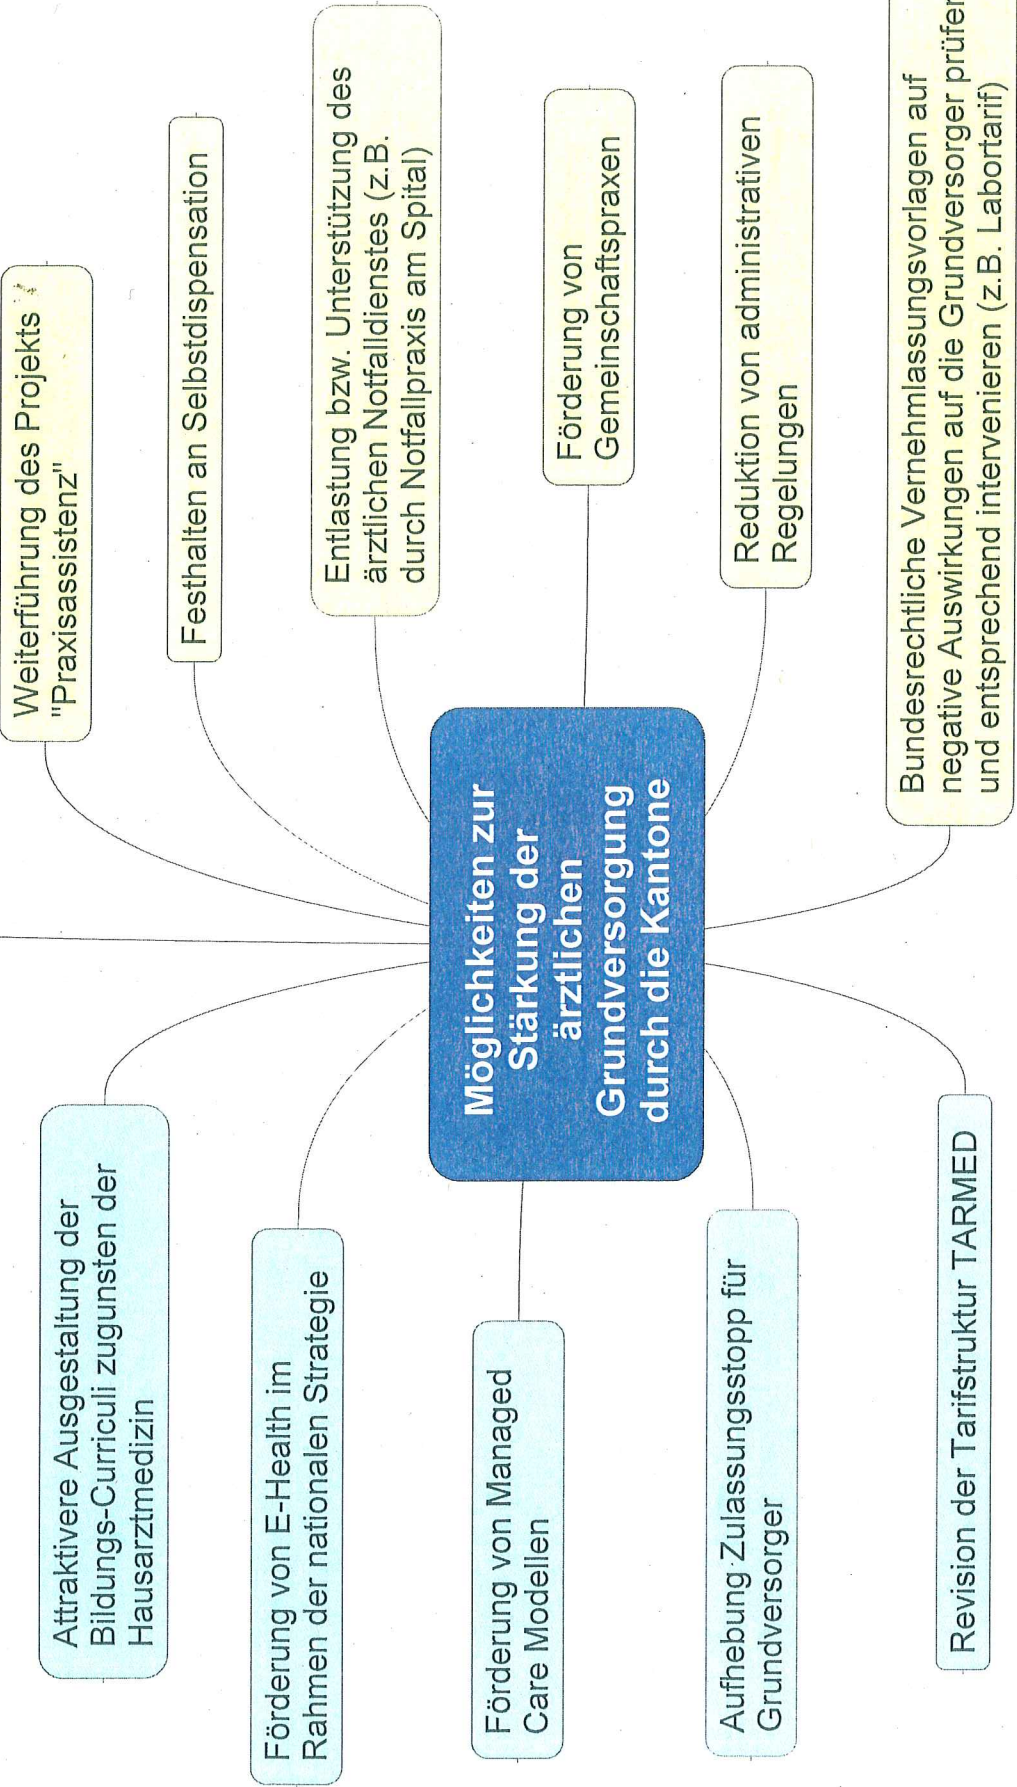 Weiterführung des Projekts
"Praxisassistenz"
Festhalten an Selbstdispensation
Entlastung bzw. Unterstützung des
ärztlichen Notfalldienstes (z.B.
durch Notfallpraxis am Spital)
Förderung von
Gemeinschaftspraxen
Reduktion von administrativen
Regelungen
Bundesrechtliche Vernehmlassungsvorlagen auf
negative Auswirkungen auf die Grundversorger prüfen
und entsprechend intervenieren (z.B. Labortarif)
Möglichkeiten zur
Stärkung der
ärztlichen
Grundversorgung
durch die Kantone
Attraktivere Ausgestaltung der
Bildungs-Curriculi zugunsten der
Hausarztmedizin
Förderung von E-Health im
Rahmen der nationalen Strategie
Förderung von Managed
Care Modellen
Aufhebung Zulassungsstopp für
Grundversorger
Revision der Tarifstruktur TARMED